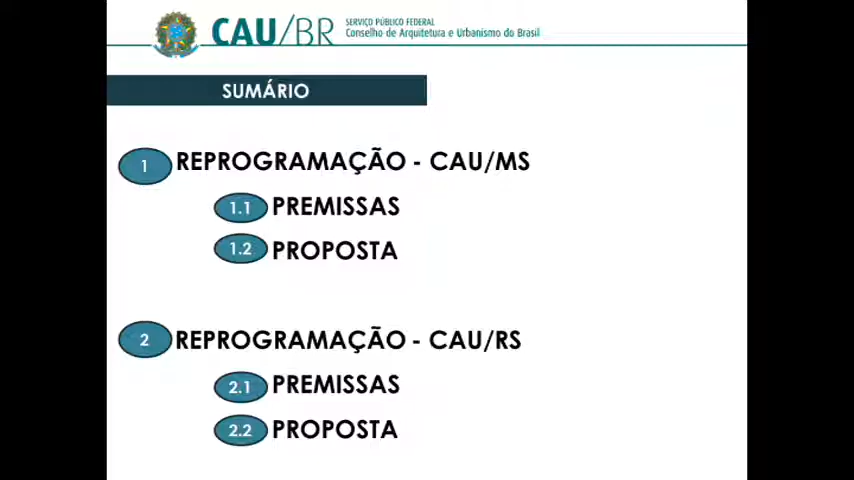 CAU/BR
SERVIÇO PÚBLICO FEDERAL
Conselho de Arquitetura e Urbanismo do Brasil
SUMÁRIO
1 REPROGRAMAÇÃO - CAU/MS
1.1 PREMISSAS
1.2 PROPOSTA
2 REPROGRAMAÇÃO - CAU/RS
2.1 PREMISSAS
2.2 PROPOSTA